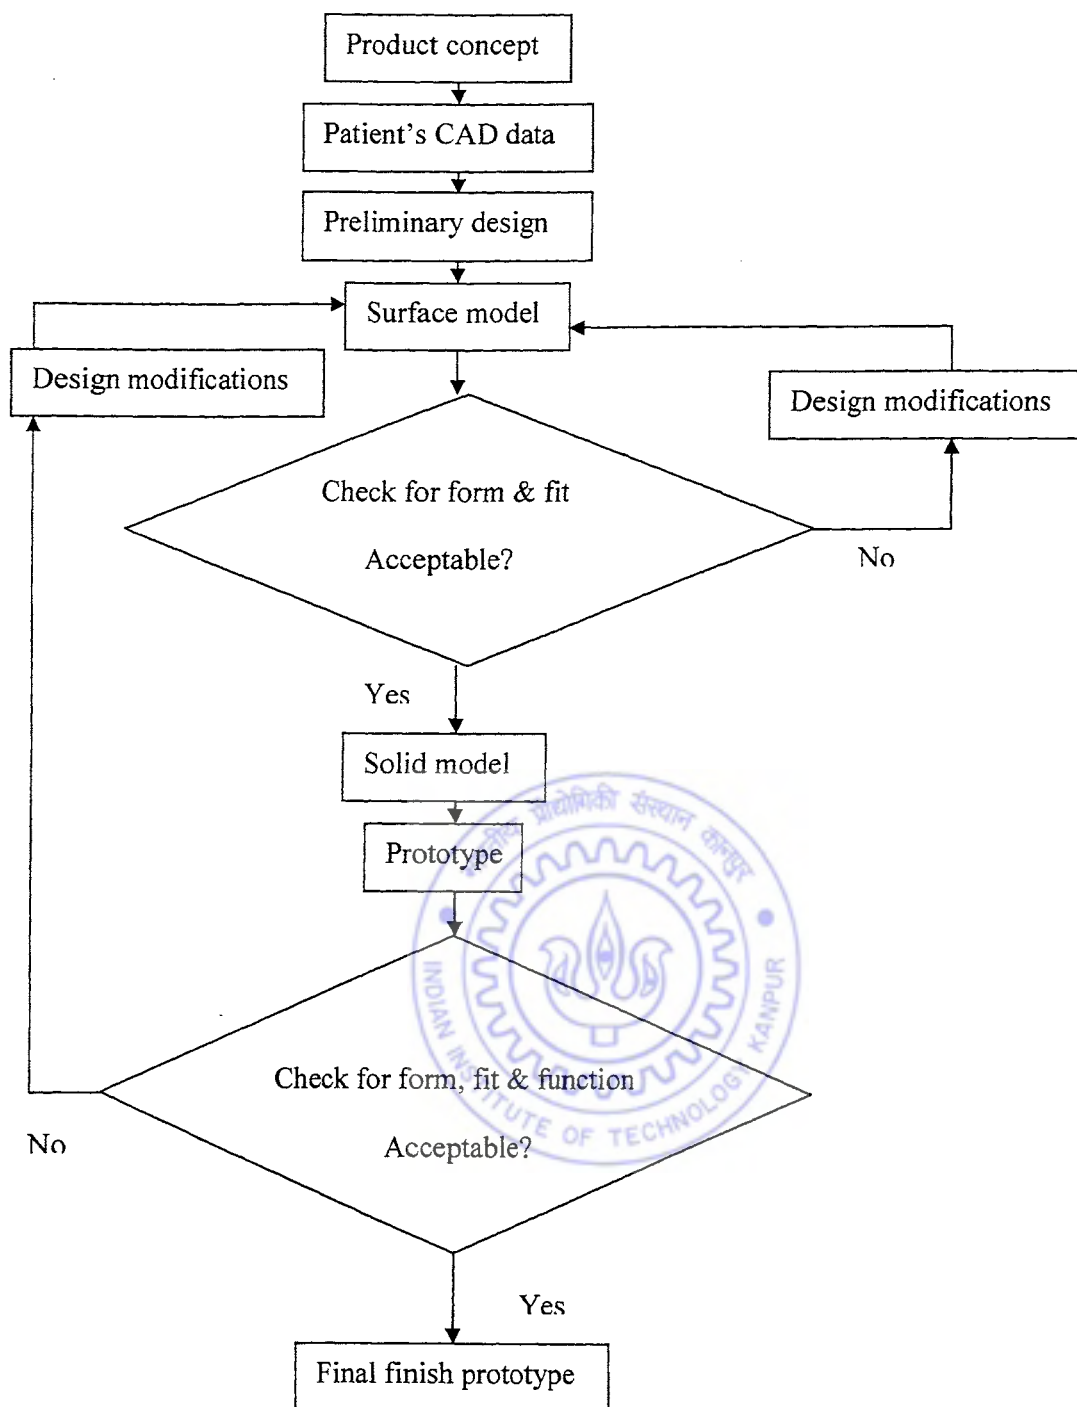 Product concept
Patient's CAD data
Preliminary design
Surface model
Design modifications
Design modifications
Check for form & fit
Acceptable?
No
Yes
Solid model
Prototype
भारतीय प्रौद्योगिकी संस्थान कानपुर
INDIAN INSTITUTE OF TECHNOLOGY KANPUR
Check for form, fit & function
Acceptable?
No
Yes
Final finish prototype